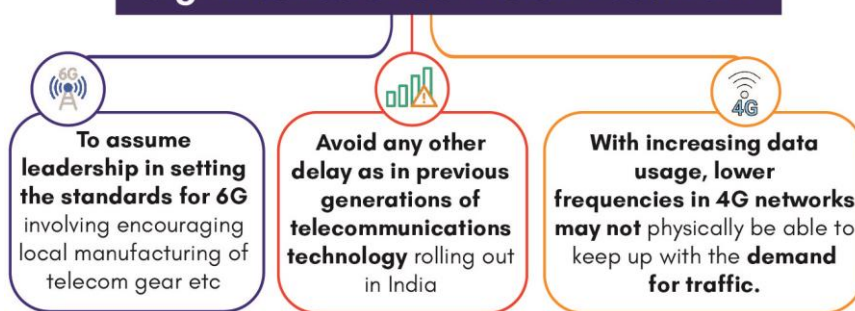 6G
To assume
leadership in setting
the standards for 6G
involving encouraging
local manufacturing of
telecom gear etc
Avoid any other
delay as in previous
generations of
telecommunications
technology rolling out
in India
4G
With increasing data
usage, lower
frequencies in 4G networks
may not physically be able to
keep up with the demand
for traffic.